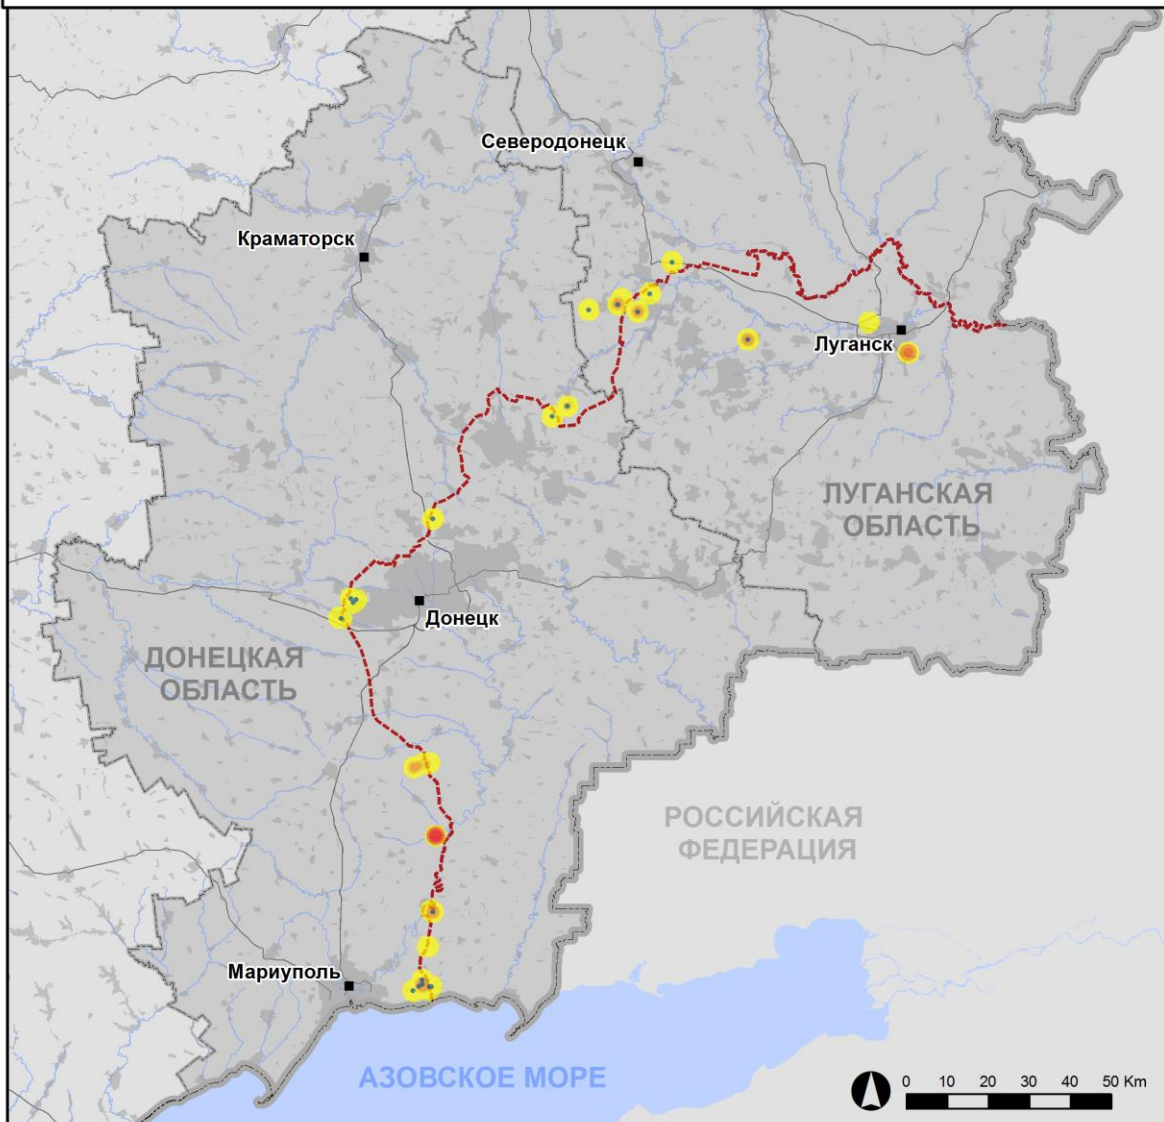 Северодонецк
Краматорск
Луганск
ЛУГАНСКАЯ
ОБЛАСТЬ
Донецк
ДОНЕЦКАЯ
ОБЛАСТЬ
РОССИЙСКАЯ
ФЕДЕРАЦИЯ
Мариуполь
АЗОВСКОЕ МОРЕ
0 10 20 30 40 50 Km